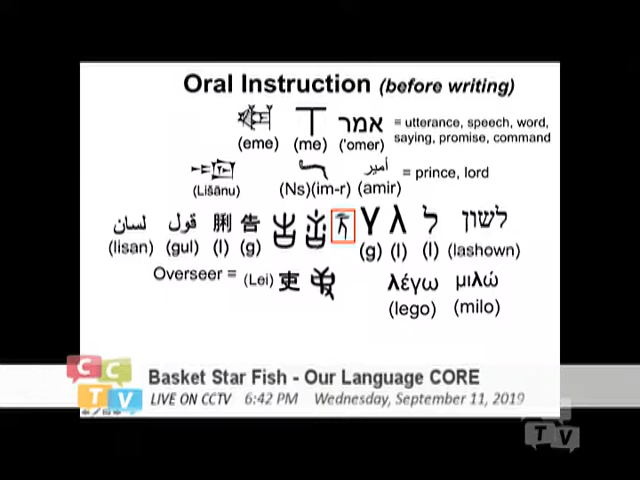 Oral Instruction (before writing)
אמר = utterance, speech, word,
(eme) (me) ('omer) saying, promise, command
أمير = prince, lord
(Lišānu) (Ns)(im-r) (amir)
لسان قول 告 Y λ ל לשון
(lisan) (gul) (l) (g) (g) (l) (l) (lashown)
Overseer = (Lei) 吏 λέγω μιλώ
(lego) (milo)
CCTV
Basket Star Fish - Our Language CORE
LIVE ON CCTV 6:42 PM Wednesday, September 11, 2019
TV